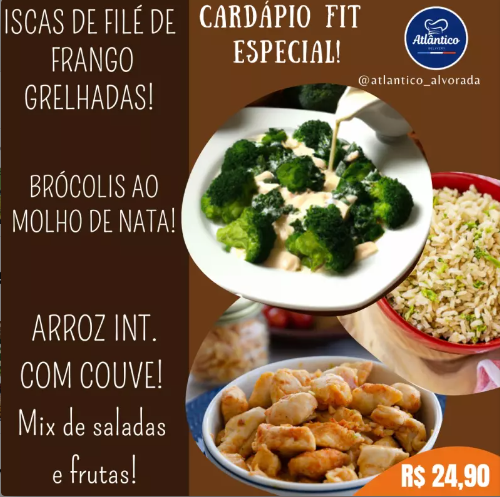 ISCAS DE FILÉ DE
FRANGO
GRELHADAS!
BRÓCOLIS AO
MOLHO DE NATA!
ARROZ INT.
COM COUVE!
Mix de saladas
e frutas!
CARDÁPIO FIT
ESPECIAL!
Atlântico
@atlantico_alvorada
R$ 24,90